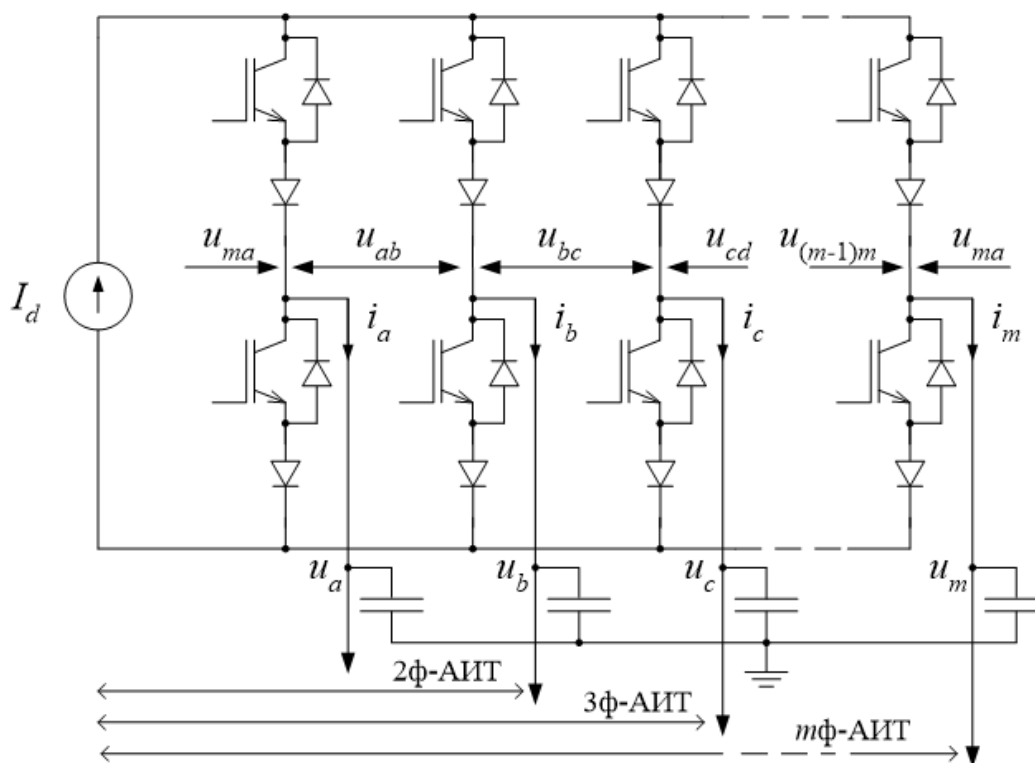 u_ma u_ab u_bc u_cd u_(m-1)m u_ma
I_d i_a i_b i_c i_m
u_a u_b u_c u_m
2ф-АИТ
3ф-АИТ
mф-АИТ